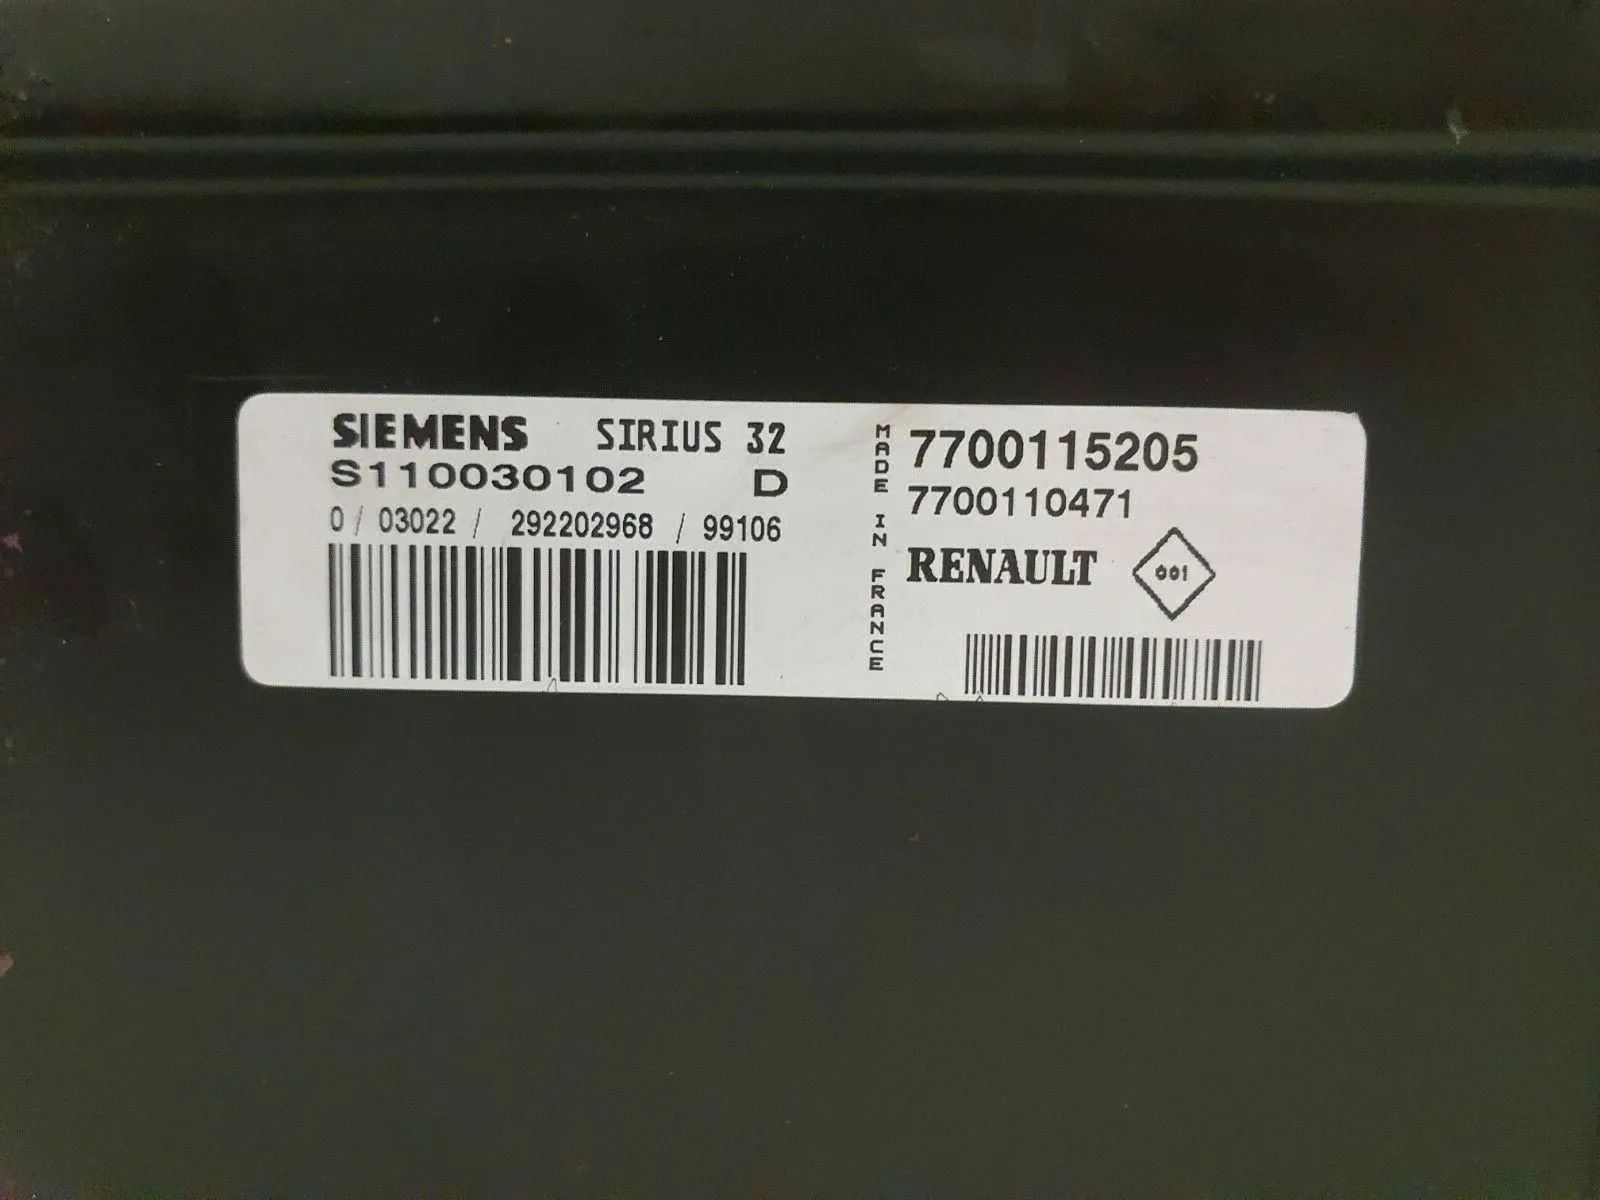 SIEMENS SIRIUS 32
S110030102 D
0 / 03022 / 292202968 / 99106
MADE IN FRANCE
7700115205
7700110471
RENAULT 001